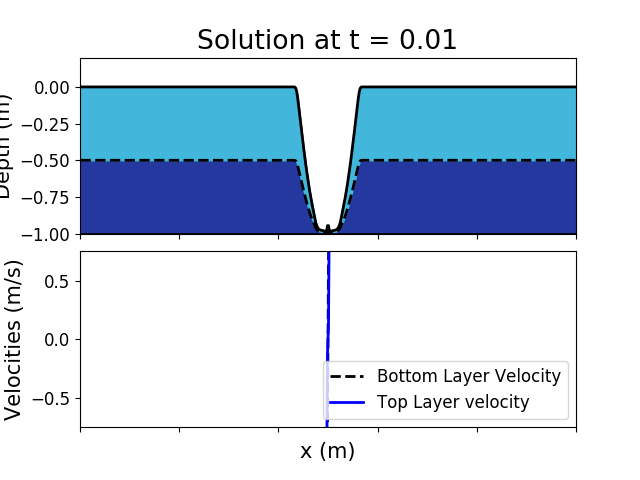 Solution at t = 0.01
Depth (m)
0.00
−0.25
−0.50
−0.75
−1.00
Velocities (m/s)
0.5
0.0
−0.5
Bottom Layer Velocity
Top Layer velocity
x (m)